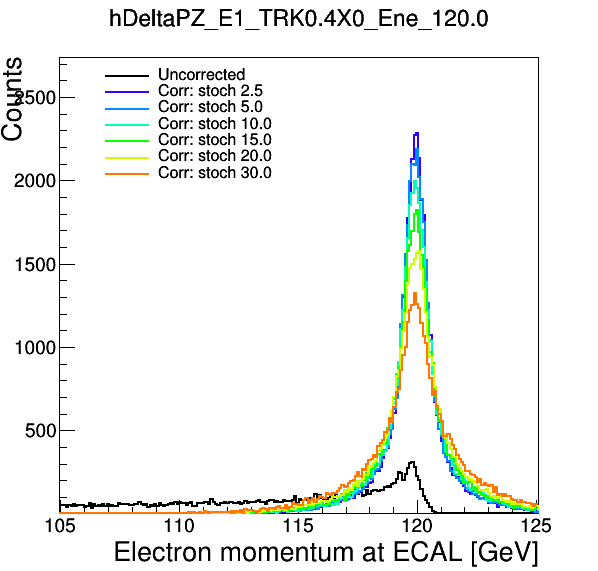 hDeltaPZ_E1_TRK0.4X0_Ene_120.0
Counts
Uncorrected
Corr: stoch 2.5
Corr: stoch 5.0
Corr: stoch 10.0
Corr: stoch 15.0
Corr: stoch 20.0
Corr: stoch 30.0
2500
2000
1500
1000
500
105 110 115 120 125
Electron momentum at ECAL [GeV]